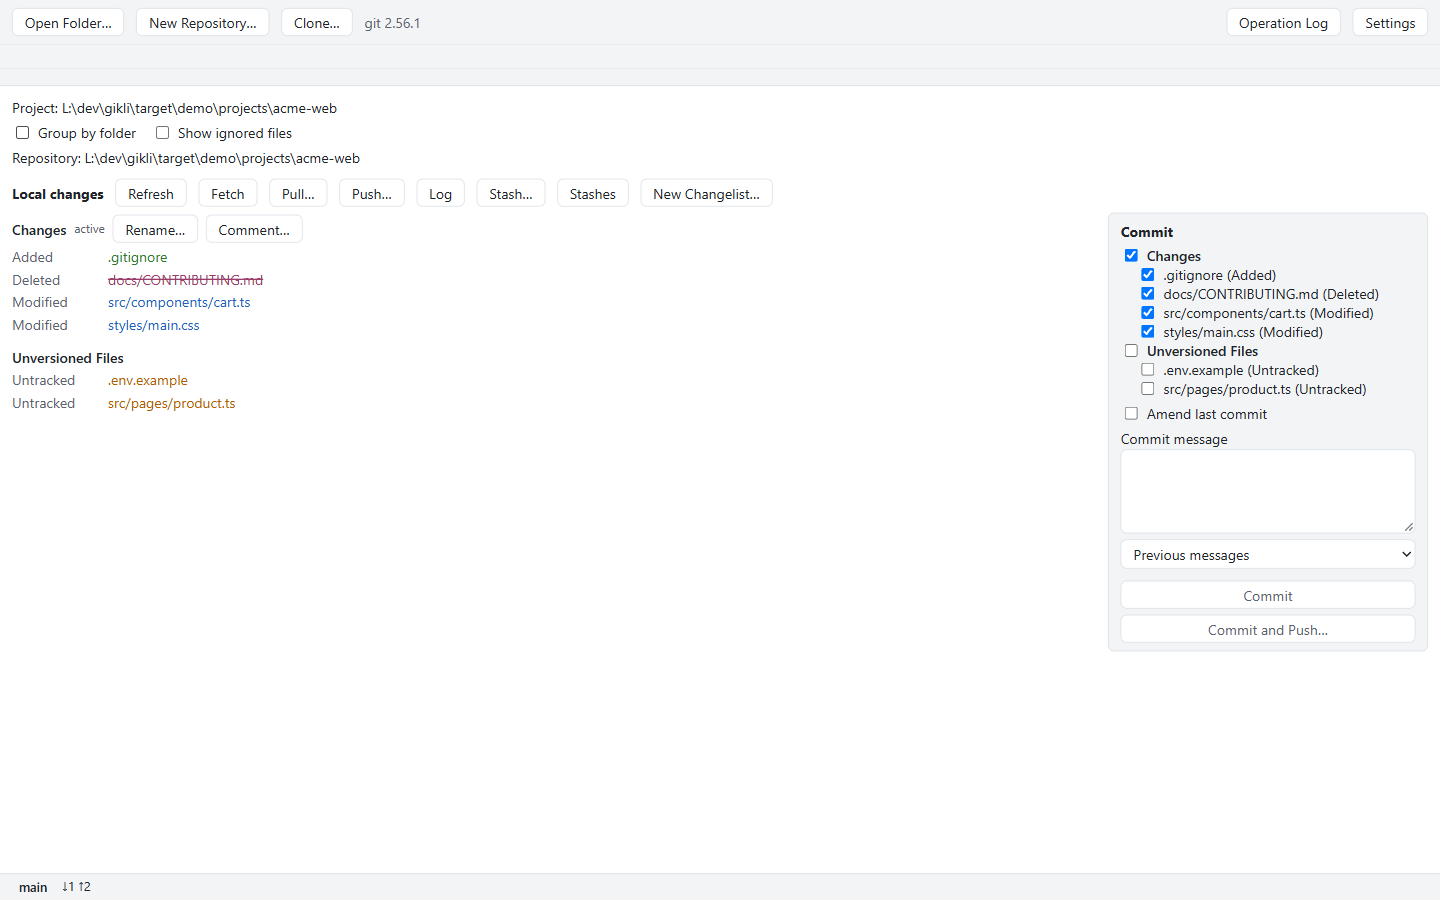 Open Folder... New Repository... Clone... git 2.56.1 Operation Log Settings
Project: L:\dev\gikli\target\demo\projects\acme-web
Group by folder Show ignored files
Repository: L:\dev\gikli\target\demo\projects\acme-web
Local changes Refresh Fetch Pull... Push... Log Stash... Stashes New Changelist...
Changes active Rename... Comment...
Added .gitignore
Deleted docs/CONTRIBUTING.md
Modified src/components/cart.ts
Modified styles/main.css
Unversioned Files
Untracked .env.example
Untracked src/pages/product.ts
Commit
Changes
.gitignore (Added)
docs/CONTRIBUTING.md (Deleted)
src/components/cart.ts (Modified)
styles/main.css (Modified)
Unversioned Files
.env.example (Untracked)
src/pages/product.ts (Untracked)
Amend last commit
Commit message
Previous messages
Commit
Commit and Push...
main ↓1 ↑2